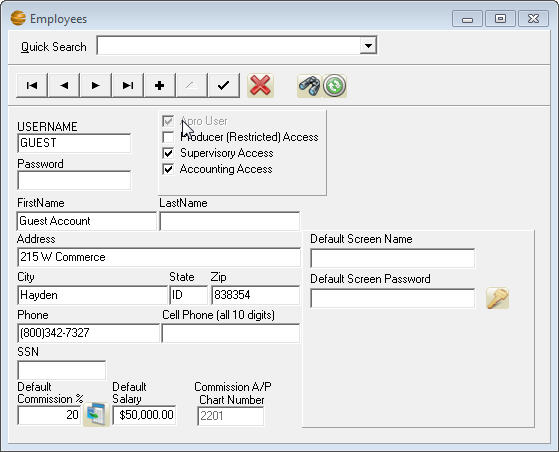 Employees
Quick Search
USERNAME
GUEST
Password
Apro User
Producer (Restricted) Access
Supervisory Access
Accounting Access
FirstName LastName
Guest Account
Address
215 W Commerce
City State Zip
Hayden ID 838354
Phone Cell Phone (all 10 digits)
(800)342-7327
SSN
Default Commission %
20
Default Salary
$50,000.00
Commission A/P Chart Number
2201
Default Screen Name
Default Screen Password